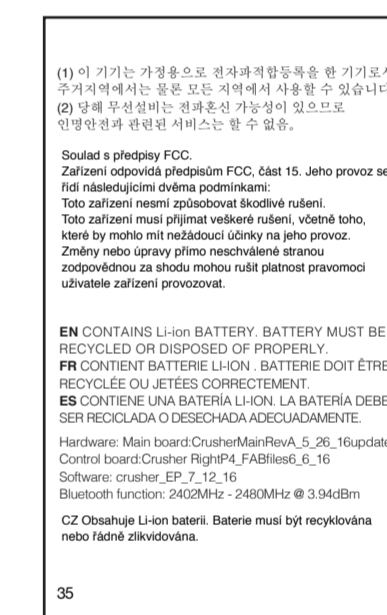 (1) 이 기기는 가정용으로 전자파적합등록을 한 기기로서
주거지역에서는 물론 모든 지역에서 사용할 수 있습니다
(2) 당해 무선설비는 전파혼신 가능성이 있으므로
인명안전과 관련된 서비스는 할 수 없음。
Soulad s předpisy FCC.
Zařízení odpovídá předpisům FCC, část 15. Jeho provoz se
řídí následujícími dvěma podmínkami:
Toto zařízení nesmí způsobovat škodlivé rušení.
Toto zařízení musí přijímat veškeré rušení, včetně toho,
které by mohlo mít nežádoucí účinky na jeho provoz.
Změny nebo úpravy přímo neschválené stranou
zodpovědnou za shodu mohou rušit platnost pravomoci
uživatele zařízení provozovat.
EN CONTAINS Li-ion BATTERY. BATTERY MUST BE
RECYCLED OR DISPOSED OF PROPERLY.
FR CONTIENT BATTERIE LI-ION . BATTERIE DOIT ÊTRE
RECYCLÉE OU JETÉES CORRECTEMENT.
ES CONTIENE UNA BATERÍA LI-ION. LA BATERÍA DEBE
SER RECICLADA O DESECHADA ADECUADAMENTE.
Hardware: Main board:CrusherMainRevA_5_26_16update
Control board:Crusher RightP4_FABfiles6_6_16
Software: crusher_EP_7_12_16
Bluetooth function: 2402MHz - 2480MHz @ 3.94dBm
CZ Obsahuje Li-ion baterii. Baterie musí být recyklována
nebo řádně zlikvidována.
35